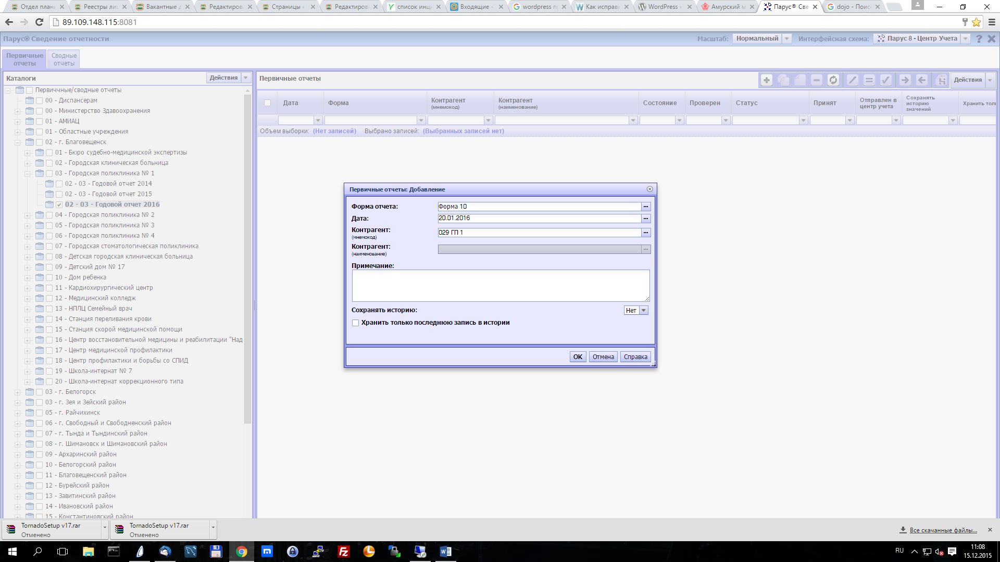 Отдел план
Реестры ли
Вакантные д
Редактирова
Страницы ‹
Редактирова
список инц
Входящие -
wordpress п
Как исправи
WordPress ›
Амурский м
Парус® Све
dojo - Поис
89.109.148.115:8081
Парус® Сведение отчетности
Масштаб:
Нормальный
Интерфейсная схема:
Парус 8 - Центр Учета
Первичные отчеты
Сводные отчеты
Каталоги
Действия
Первичные отчеты
Действия
Первичные/сводные отчеты
00 - Диспансерам
00 - Министерство Здавоохранения
01 - АМИАЦ
01 - Областные учреждения
02 - г. Благовещенск
01 - Бюро судебно-медицинской экспертизы
02 - Городская клиническая больница
03 - Городская поликлиника № 1
02 - 03 - Годовой отчет 2014
02 - 03 - Годовой отчет 2015
02 - 03 - Годовой отчет 2016
04 - Городская поликлиника № 2
05 - Городская поликлиника № 3
06 - Городская поликлиника № 4
07 - Городская стоматологическая поликлиника
08 - Детская городская клиническая больница
09 - Детский дом № 17
10 - Дом ребенка
11 - Кардиохирургический центр
12 - Медицинский колледж
13 - НПЛЦ Семейный врач
14 - Станция переливания крови
15 - Станция скорой медицинской помощи
16 - Центр восстановительной медицины и реабилитации "Над
17 - Центр медицинской профилактики
18 - Центр профилактики и борьбы со СПИД
19 - Школа-интернат № 7
20 - Школа-интернат коррекционного типа
03 - г. Белогорск
03 - г. Зея и Зейский район
05 - г. Райчихинск
06 - г. Свободный и Свободненский район
07 - г. Тында и Тындинский район
08 - г. Шимановск и Шимановский район
09 - Архаринский район
10 - Белогорский район
11 - Благовещенский район
12 - Бурейский район
13 - Завитинский район
14 - Ивановский район
15 - Константиновский район
Дата
Форма
Контрагент (мнемокод)
Контрагент (наименование)
Состояние
Проверен
Статус
Принят
Отправлен в центр учета
Сохранять историю значений
Хранить толь
Объем выборки: (Нет записей) Выбрано записей: (Выбранных записей нет)
Первичные отчеты: Добавление
Форма отчета:
Форма 10
Дата:
20.01.2016
Контрагент: (мнемокод)
029 ГП 1
Контрагент: (наименование)
Примечание:
Сохранять историю:
Нет
Хранить только последнюю запись в истории
OK
Отмена
Справка
TornadoSetup v17.rar
Отменено
TornadoSetup v17.rar
Отменено
Все скачанные файлы...
RU
11:08
15.12.2015